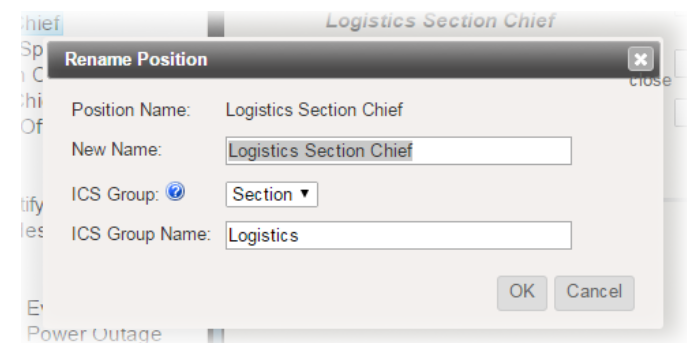 Logistics Section Chief
Rename Position
close
Position Name: Logistics Section Chief
New Name: Logistics Section Chief
ICS Group: Section
ICS Group Name: Logistics
OK Cancel
Power Outage